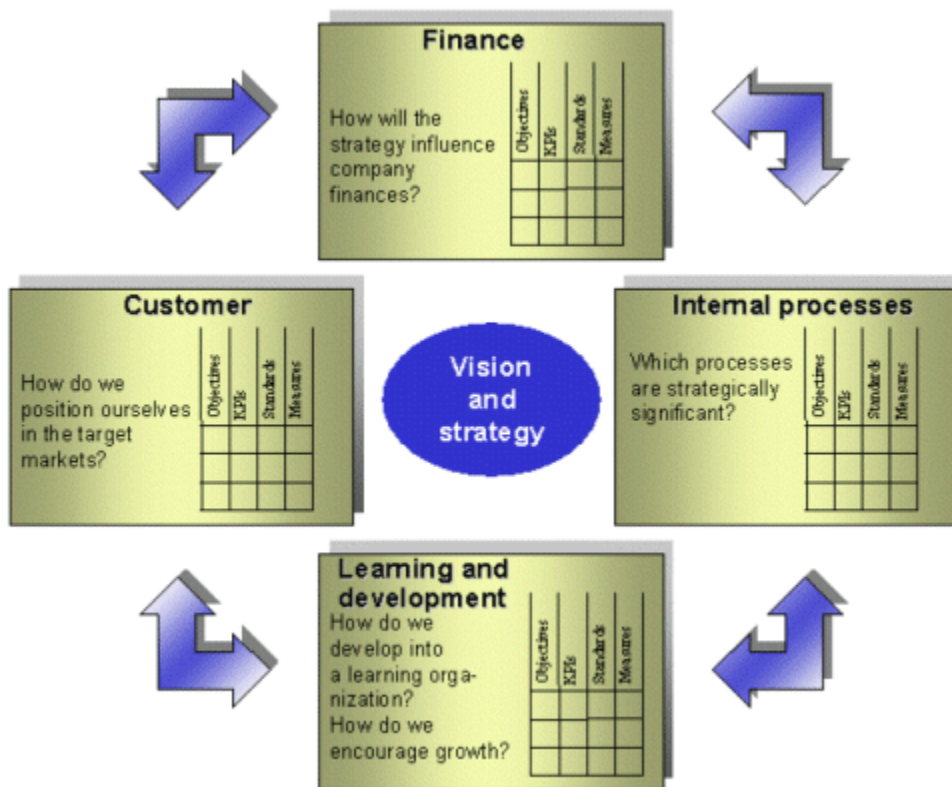 Finance
How will the
strategy influence
company
finances?
Objectives
KPIs
Standards
Measures
Customer
How do we
position ourselves
in the target
markets?
Objectives
KPIs
Standards
Measures
Vision
and
strategy
Internal processes
Which processes
are strategically
significant?
Objectives
KPIs
Standards
Measures
Learning and
development
How do we
develop into
a learning orga-
nization?
How do we
encourage growth?
Objectives
KPIs
Standards
Measures